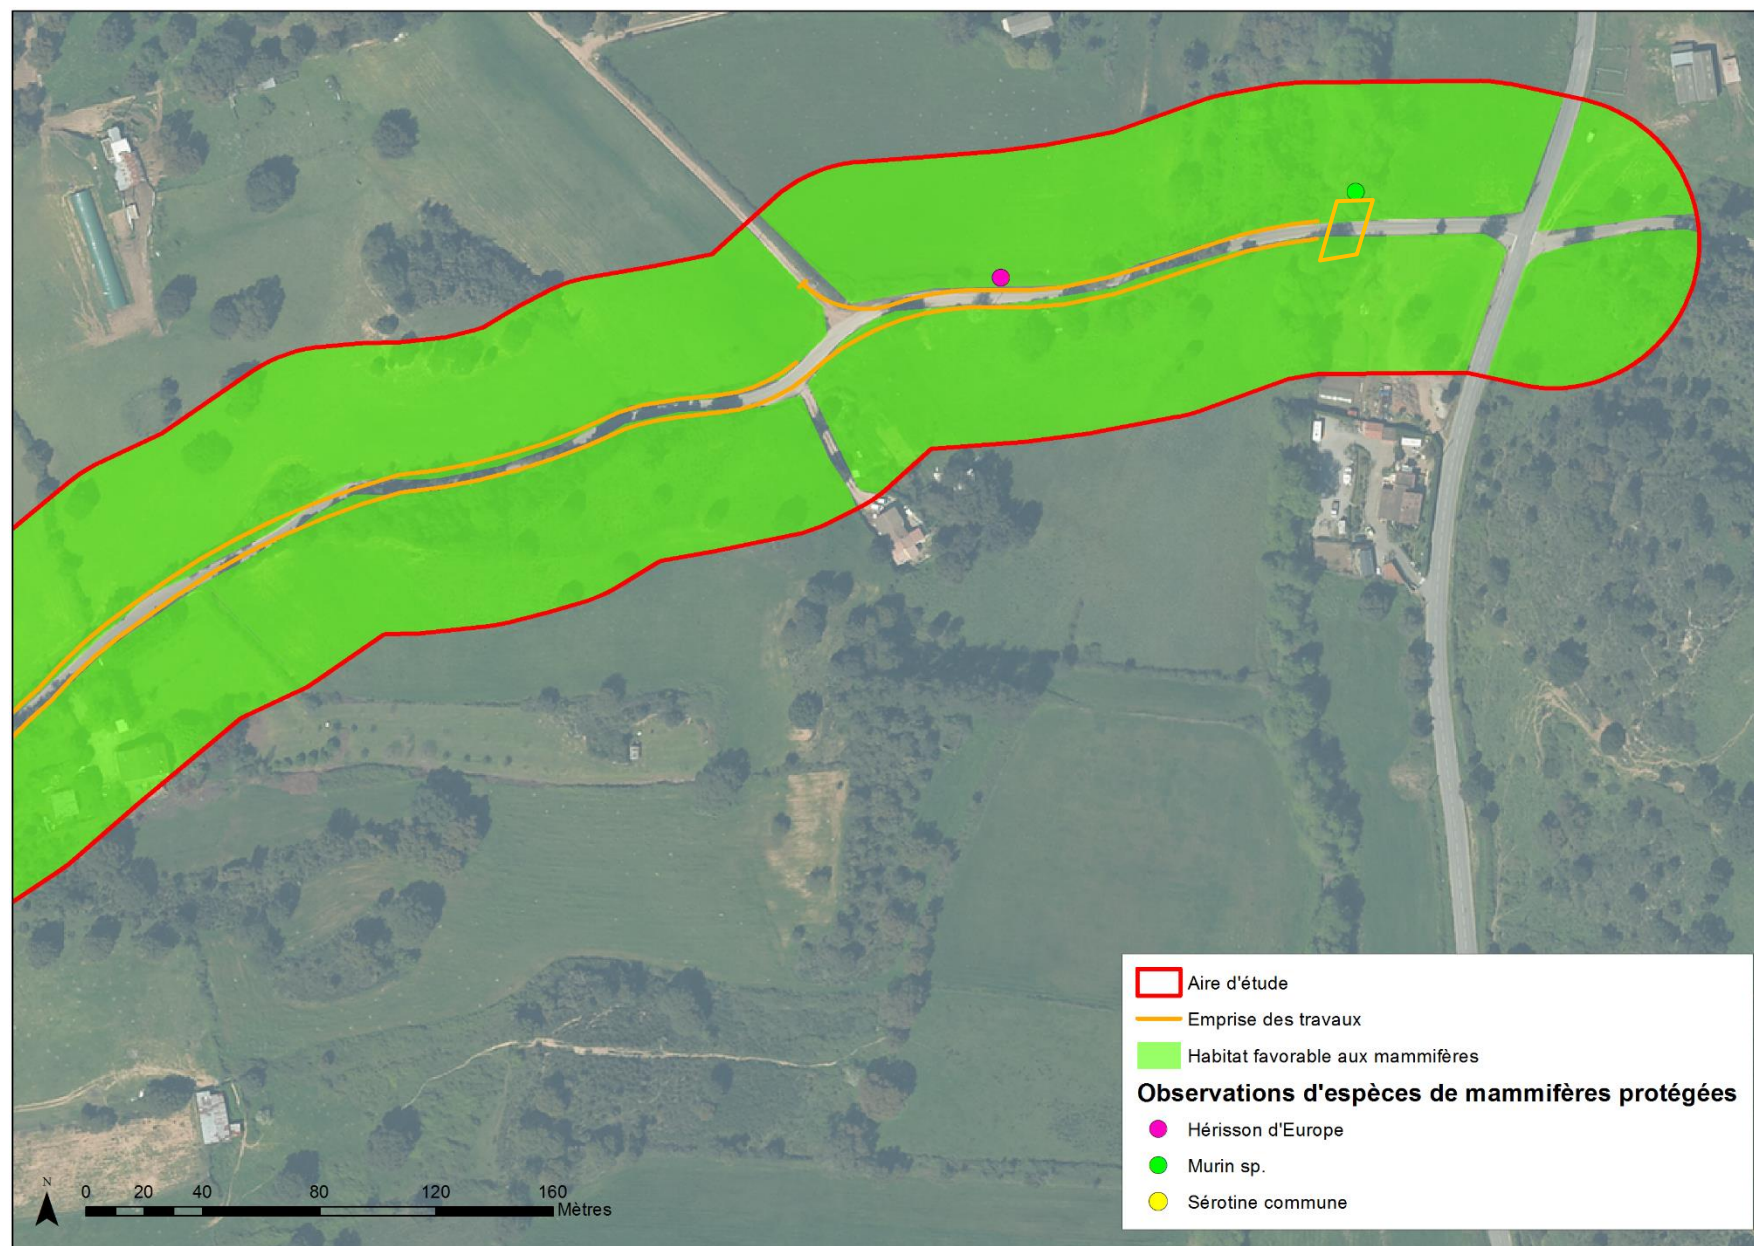 Aire d'étude
Emprise des travaux
Habitat favorable aux mammifères
Observations d'espèces de mammifères protégées
Hérisson d'Europe
Murin sp.
Sérotine commune
N
0 20 40 80 120 160
Mètres